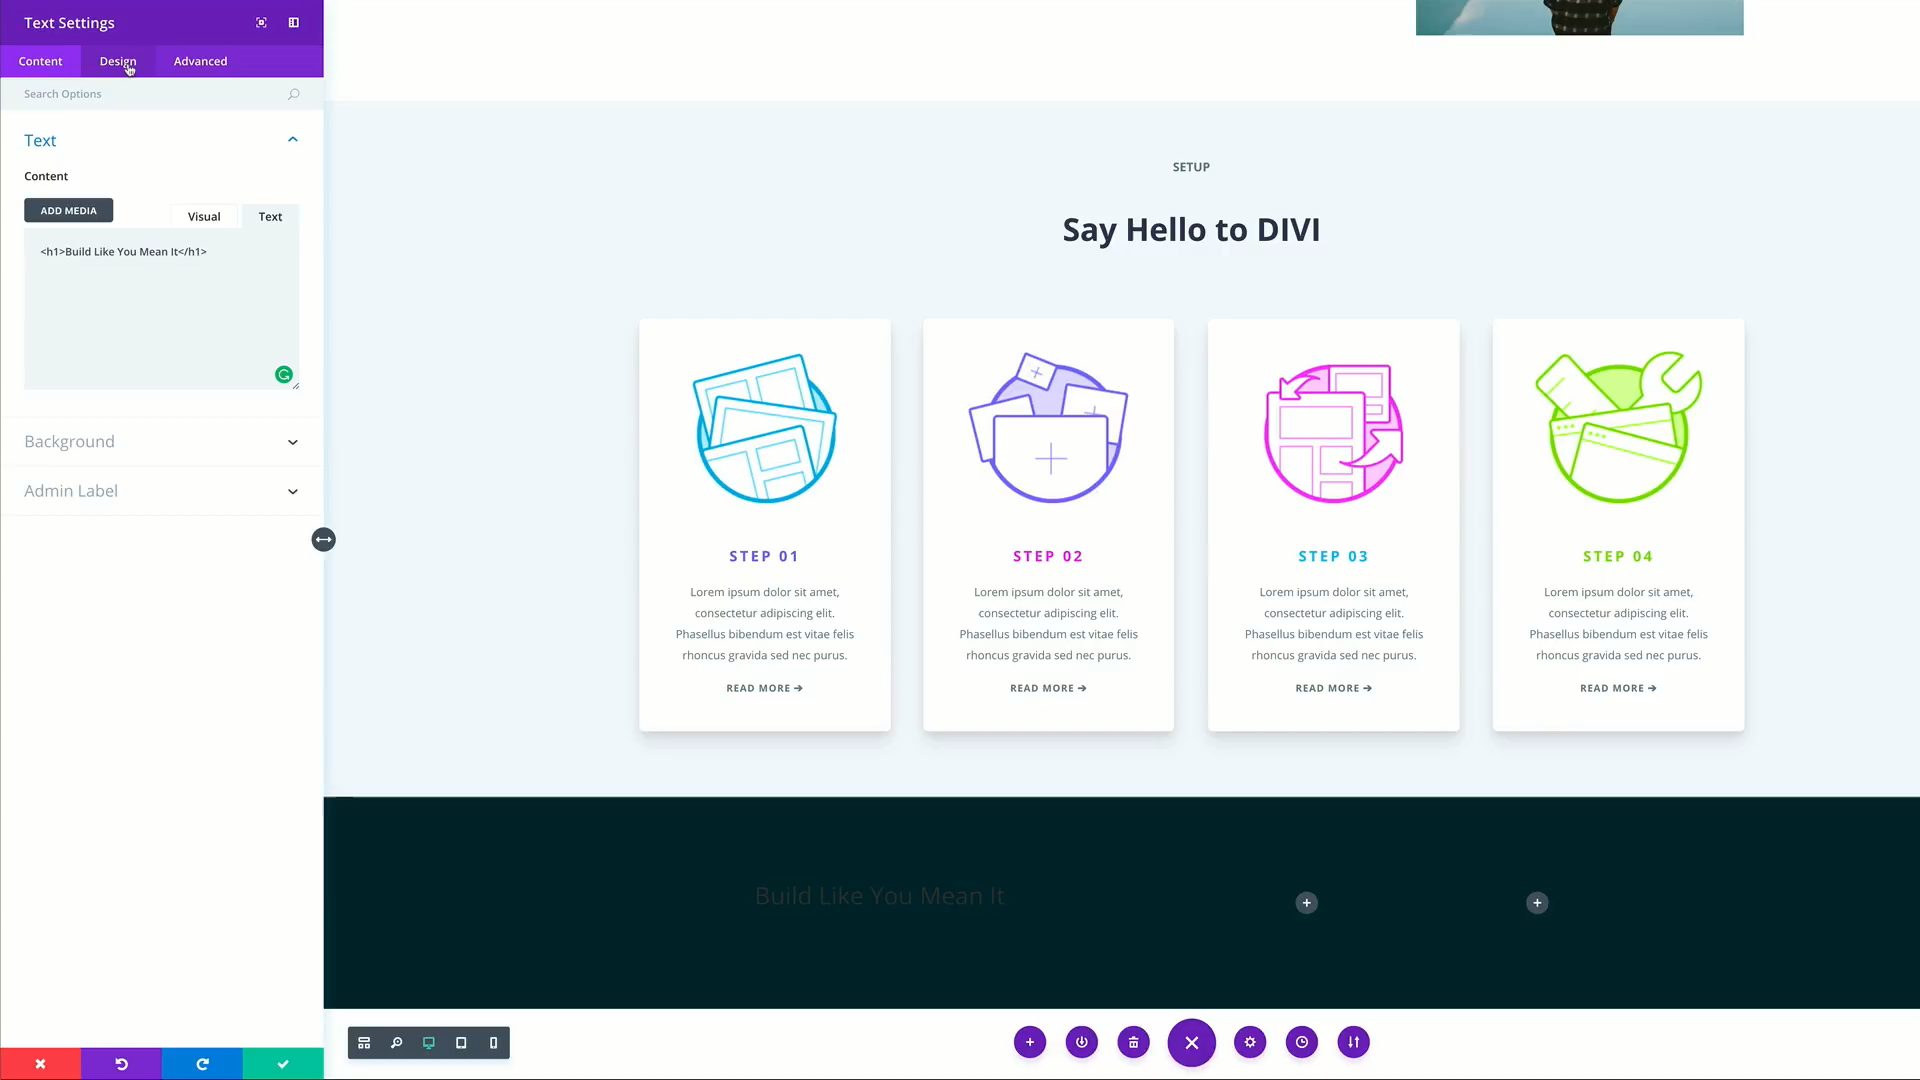 Text Settings
Content Design Advanced
Search Options
Text
Content
ADD MEDIA
Visual Text
<h1>Build Like You Mean It</h1>
Background
Admin Label
SETUP
Say Hello to DIVI
STEP 01
Lorem ipsum dolor sit amet,
consectetur adipiscing elit.
Phasellus bibendum est vitae felis
rhoncus gravida sed nec purus.
READ MORE →
STEP 02
Lorem ipsum dolor sit amet,
consectetur adipiscing elit.
Phasellus bibendum est vitae felis
rhoncus gravida sed nec purus.
READ MORE →
STEP 03
Lorem ipsum dolor sit amet,
consectetur adipiscing elit.
Phasellus bibendum est vitae felis
rhoncus gravida sed nec purus.
READ MORE →
STEP 04
Lorem ipsum dolor sit amet,
consectetur adipiscing elit.
Phasellus bibendum est vitae felis
rhoncus gravida sed nec purus.
READ MORE →
Build Like You Mean It